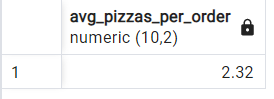 avg_pizzas_per_order
numeric (10,2)
1 2.32